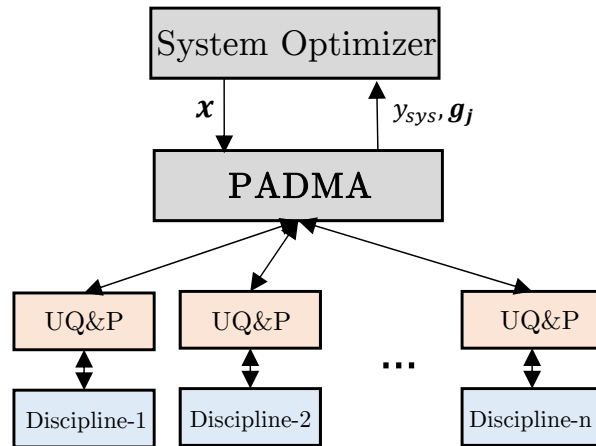 System Optimizer
x
y_sys, g_j
PADMA
UQ&P
UQ&P
UQ&P
...
Discipline-1
Discipline-2
Discipline-n